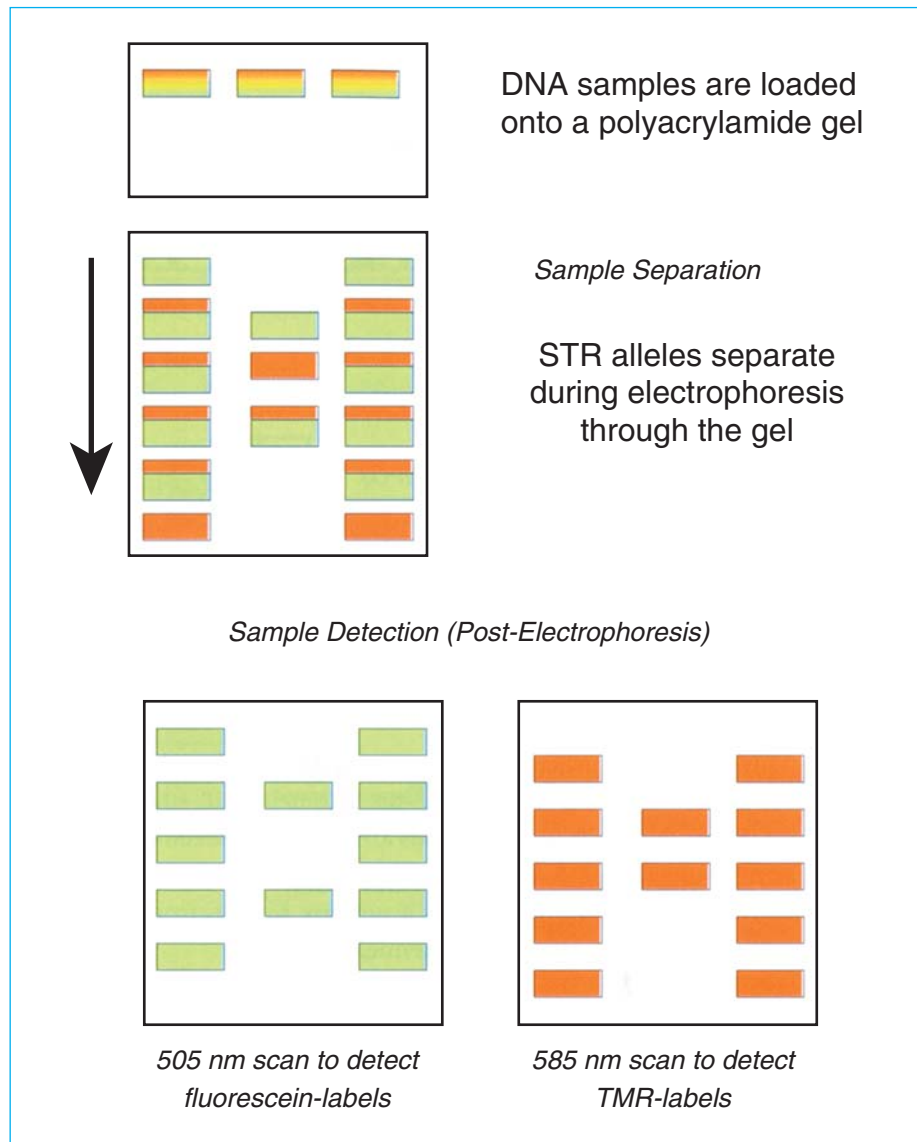 DNA samples are loaded
onto a polyacrylamide gel
Sample Separation
STR alleles separate
during electrophoresis
through the gel
Sample Detection (Post-Electrophoresis)
505 nm scan to detect
fluorescein-labels
585 nm scan to detect
TMR-labels